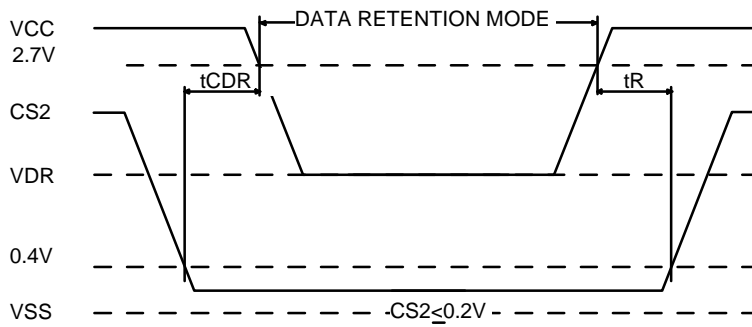 VCC
DATA RETENTION MODE
2.7V
tCDR
tR
CS2
VDR
0.4V
VSS
CS2≤0.2V